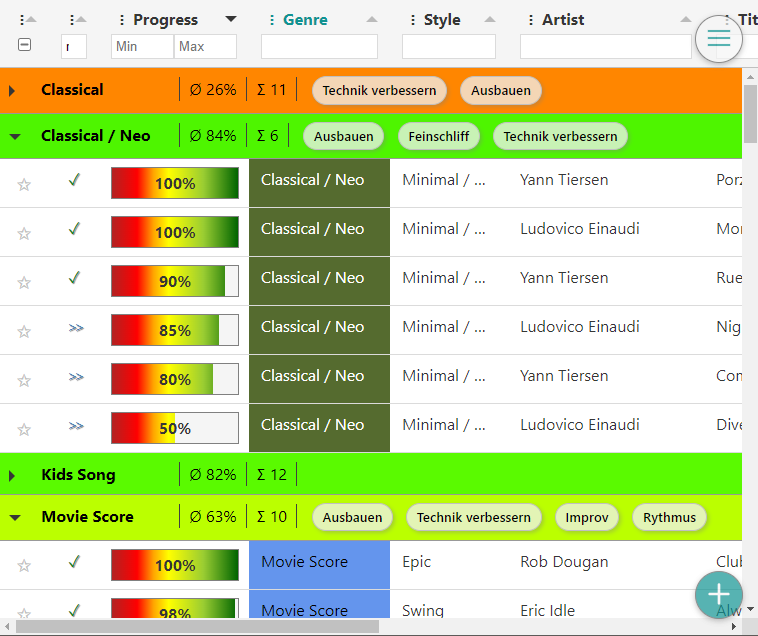 Progress Genre Style Artist Tit
r Min Max
Classical Ø 26% Σ 11 Technik verbessern Ausbauen
Classical / Neo Ø 84% Σ 6 Ausbauen Feinschliff Technik verbessern
100% Classical / Neo Minimal / ... Yann Tiersen Porz
100% Classical / Neo Minimal / ... Ludovico Einaudi Mor
90% Classical / Neo Minimal / ... Yann Tiersen Rue
>> 85% Classical / Neo Minimal / ... Ludovico Einaudi Nig
>> 80% Classical / Neo Minimal / ... Yann Tiersen Com
>> 50% Classical / Neo Minimal / ... Ludovico Einaudi Dive
Kids Song Ø 82% Σ 12
Movie Score Ø 63% Σ 10 Ausbauen Technik verbessern Improv Rythmus
100% Movie Score Epic Rob Dougan Club
98% Movie Score Swing Eric Idle Alw